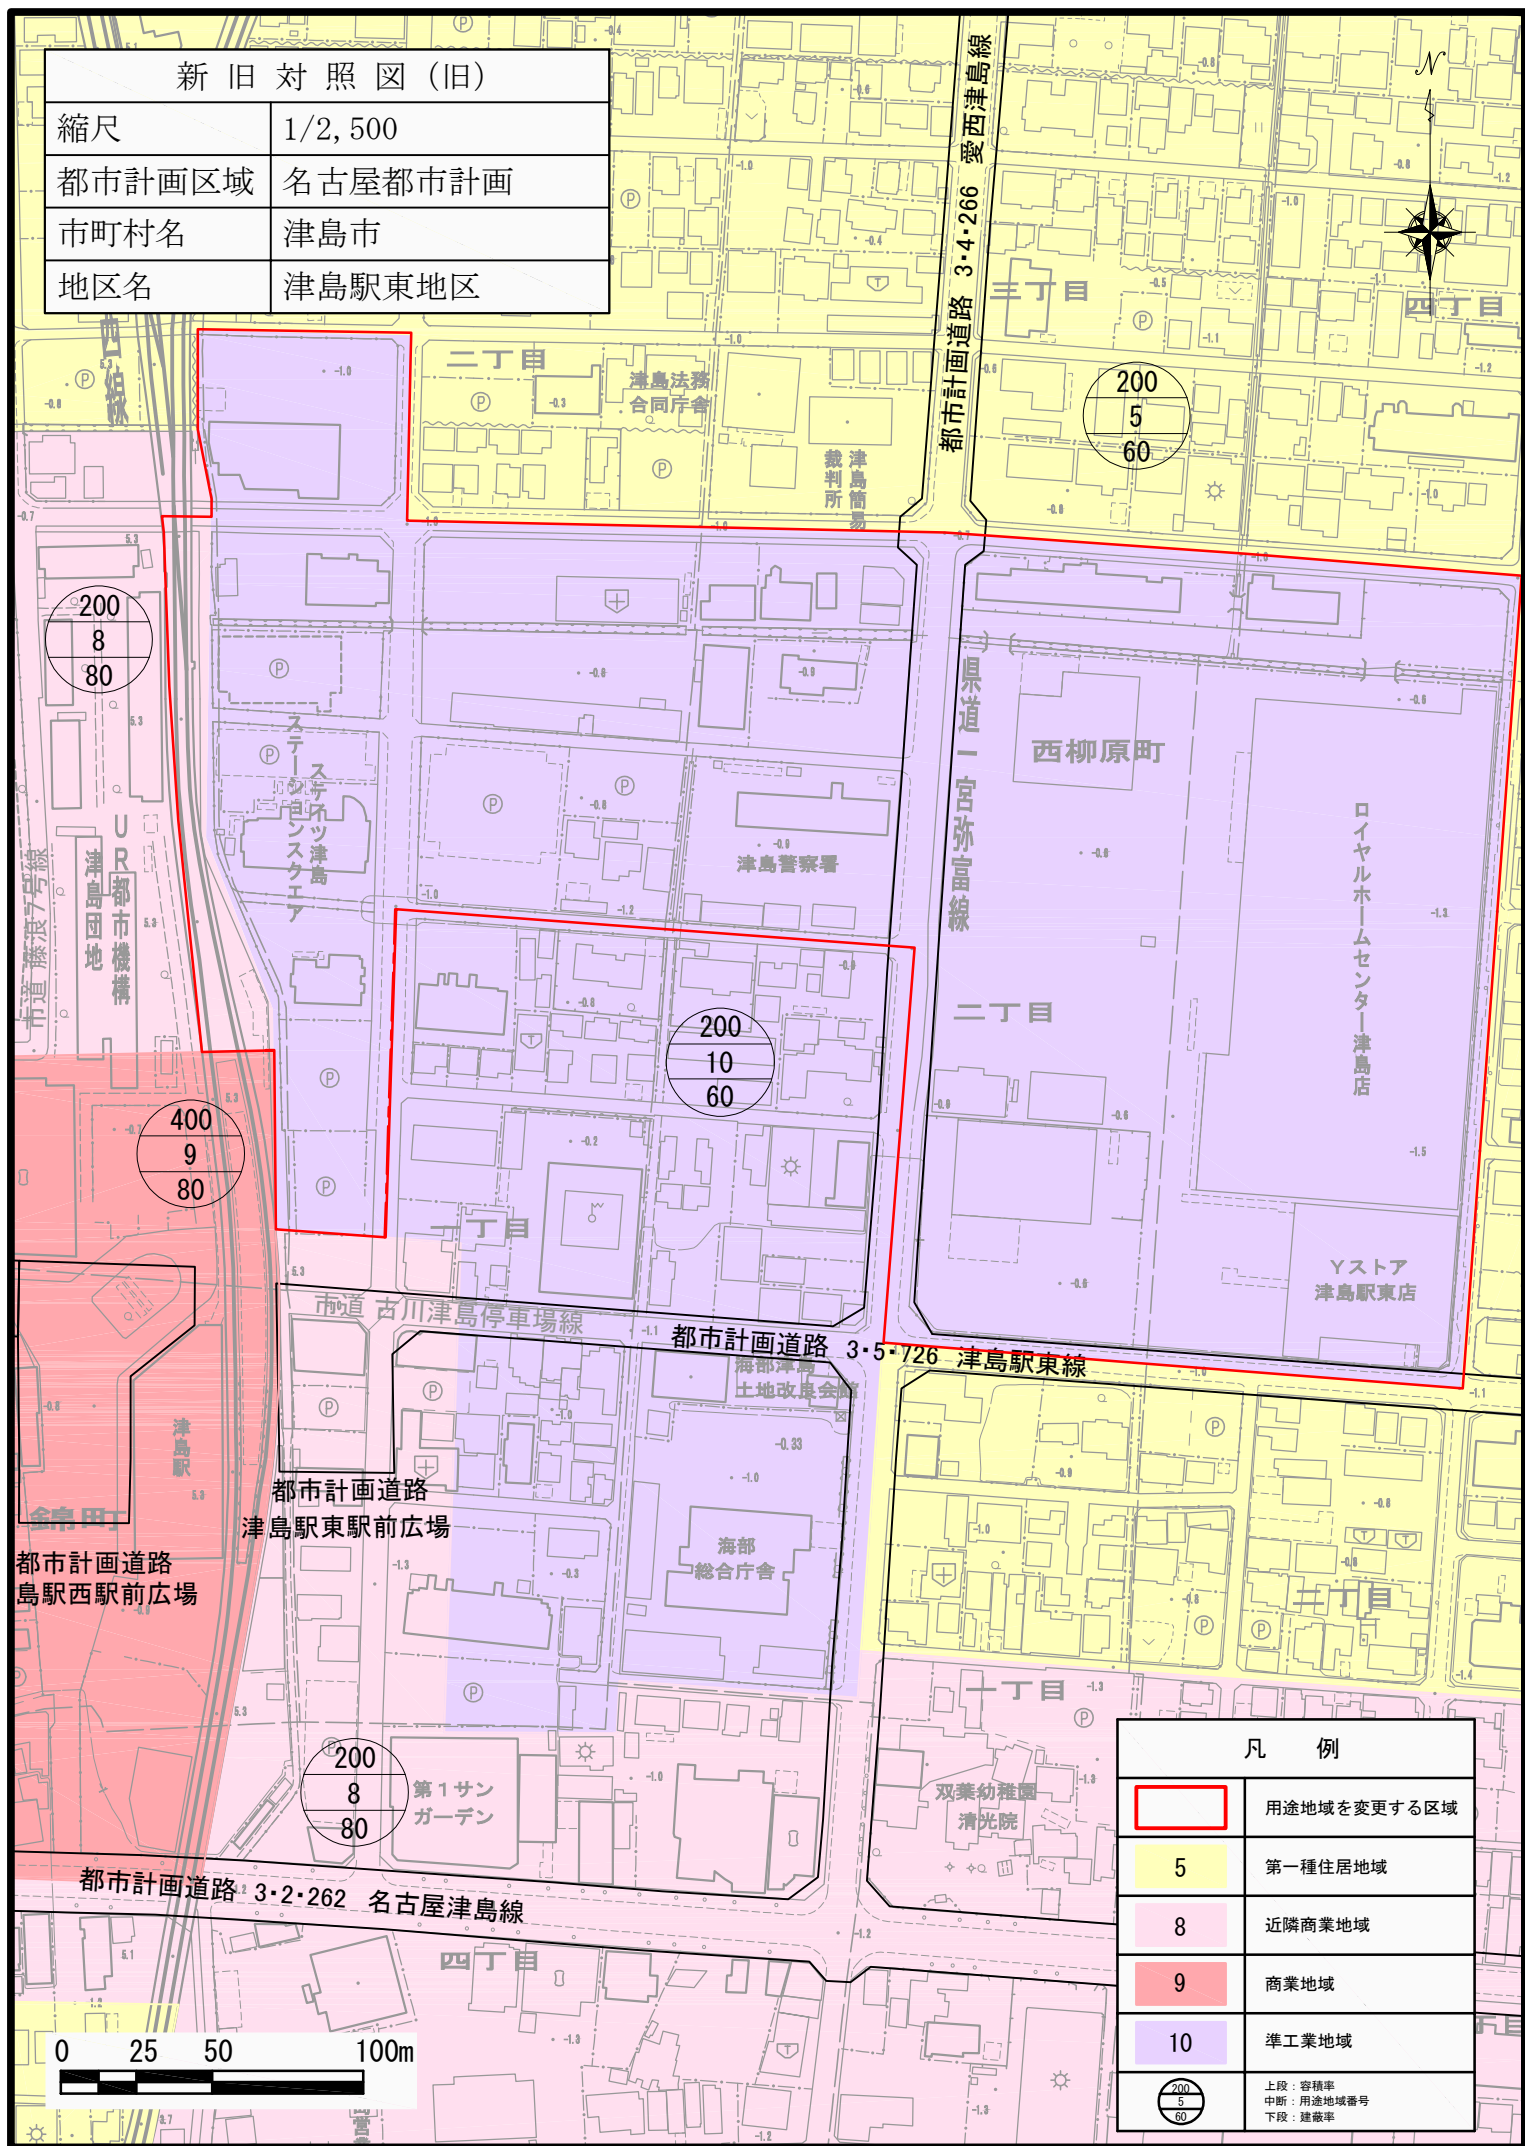 新旧対照図(旧)
縮尺 1/2,500
都市計画区域 名古屋都市計画
市町村名 津島市
地区名 津島駅東地区
N
都市計画道路 3・4・266 愛西津島線
三丁目
四丁目
二丁目
津島法務
合同庁舎
津島簡易
裁判所
200
5
60
西線
200
8
80
県道一宮弥富線
西柳原町
ロイヤルホームセンター津島店
ステイツ津島
ステーションスクエア
津島警察署
UR都市機構
津島団地
市道 藤浪7号線
二丁目
200
10
60
400
9
80
一丁目
Yストア
津島駅東店
市道 古川津島停車場線
都市計画道路 3・5・726 津島駅東線
海部津島
土地改良会館
-0.33
津島駅
錦町
都市計画道路
津島駅東駅前広場
都市計画道路
島駅西駅前広場
海部
総合庁舎
二丁目
一丁目
200
8
80
第1サン
ガーデン
双葉幼稚園
清光院
都市計画道路 3・2・262 名古屋津島線
四丁目
凡 例
用途地域を変更する区域
5 第一種住居地域
8 近隣商業地域
9 商業地域
10 準工業地域
200
5
60
上段:容積率
中断:用途地域番号
下段:建蔽率
0 25 50 100m